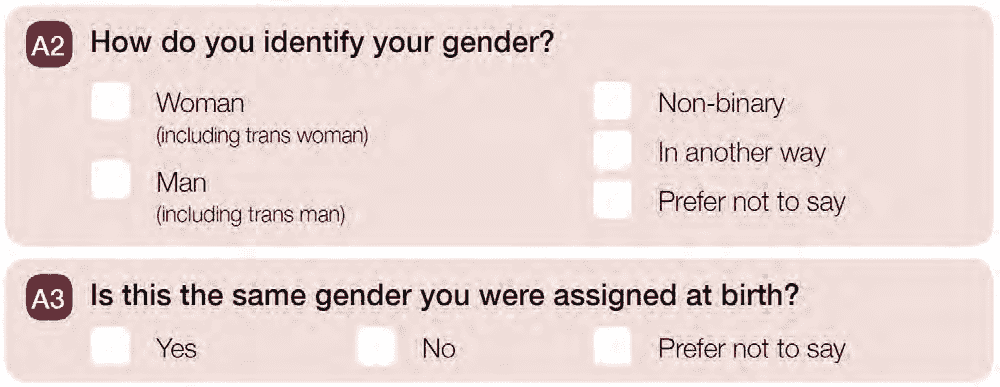 A2 How do you identify your gender?
Woman
(including trans woman)
Man
(including trans man)
Non-binary
In another way
Prefer not to say
A3 Is this the same gender you were assigned at birth?
Yes No Prefer not to say